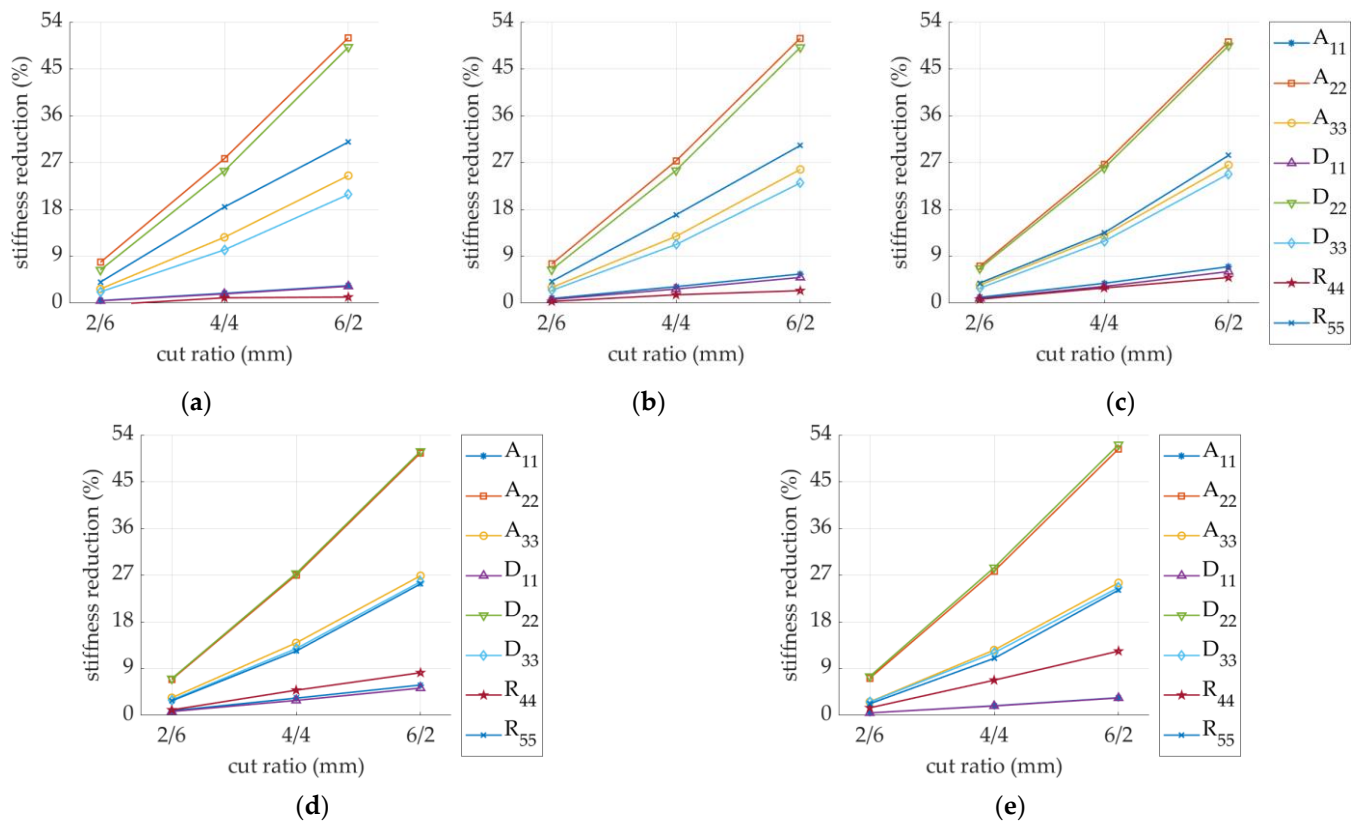 stiffness reduction (%)
54
45
36
27
18
9
0
2/6 4/4 6/2
cut ratio (mm)
(a)
stiffness reduction (%)
54
45
36
27
18
9
0
2/6 4/4 6/2
cut ratio (mm)
(b)
stiffness reduction (%)
54
45
36
27
18
9
0
2/6 4/4 6/2
cut ratio (mm)
(c)
A11
A22
A33
D11
D22
D33
R44
R55
stiffness reduction (%)
54
45
36
27
18
9
0
2/6 4/4 6/2
cut ratio (mm)
(d)
A11
A22
A33
D11
D22
D33
R44
R55
stiffness reduction (%)
54
45
36
27
18
9
0
2/6 4/4 6/2
cut ratio (mm)
(e)
A11
A22
A33
D11
D22
D33
R44
R55